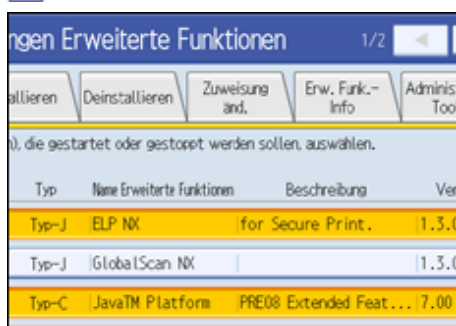 ngen Erweiterte Funktionen 1/2
allieren Deinstallieren Zuweisung änd. Erw. Funk.- Info Adminis Too
n), die gestartet oder gestoppt werden sollen, auswählen.
Typ Name Erweiterte Funktionen Beschreibung Ver
Typ-J ELP NX for Secure Print. 1.3.0
Typ-J GlobalScan NX 1.3.0
Typ-C JavaTM Platform PRE08 Extended Feat... 7.00